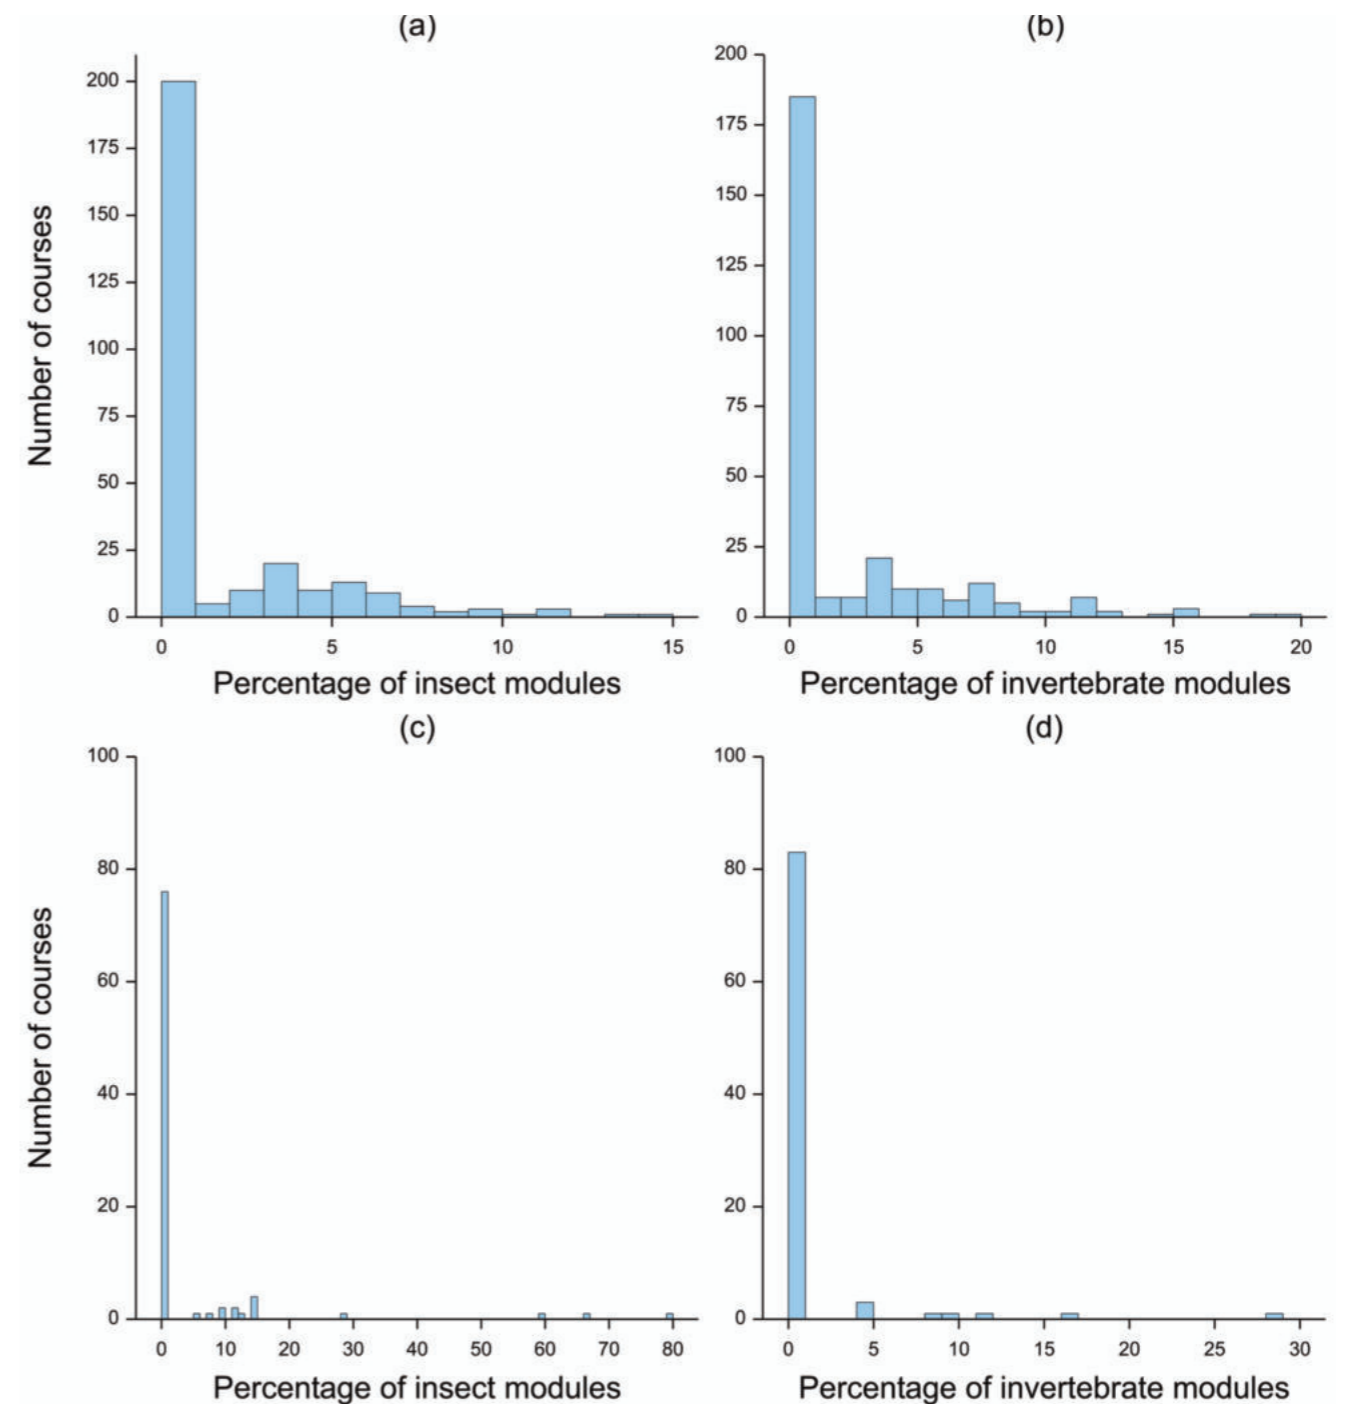 (a)
200
175
150
125
100
75
50
25
0
Number of courses
0 5 10 15
Percentage of insect modules
(b)
200
175
150
125
100
75
50
25
0
0 5 10 15 20
Percentage of invertebrate modules
(c)
100
80
60
40
20
0
Number of courses
0 10 20 30 40 50 60 70 80
Percentage of insect modules
(d)
100
80
60
40
20
0
0 5 10 15 20 25 30
Percentage of invertebrate modules